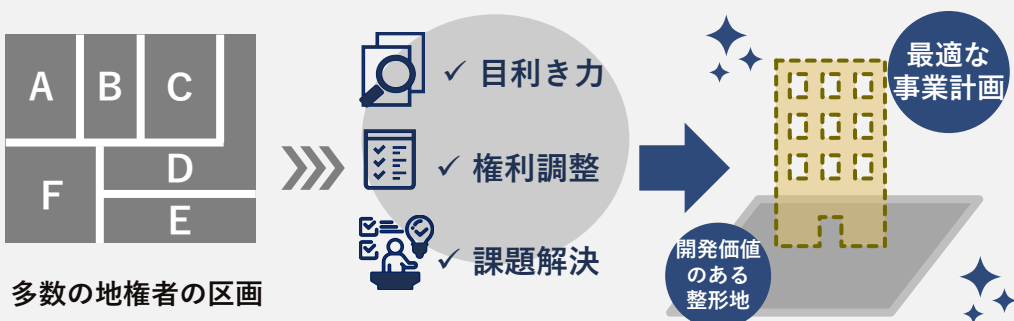 A B C
D
F
E
多数の地権者の区画
✓ 目利き力
✓ 権利調整
✓ 課題解決
最適な
事業計画
開発価値
のある
整形地